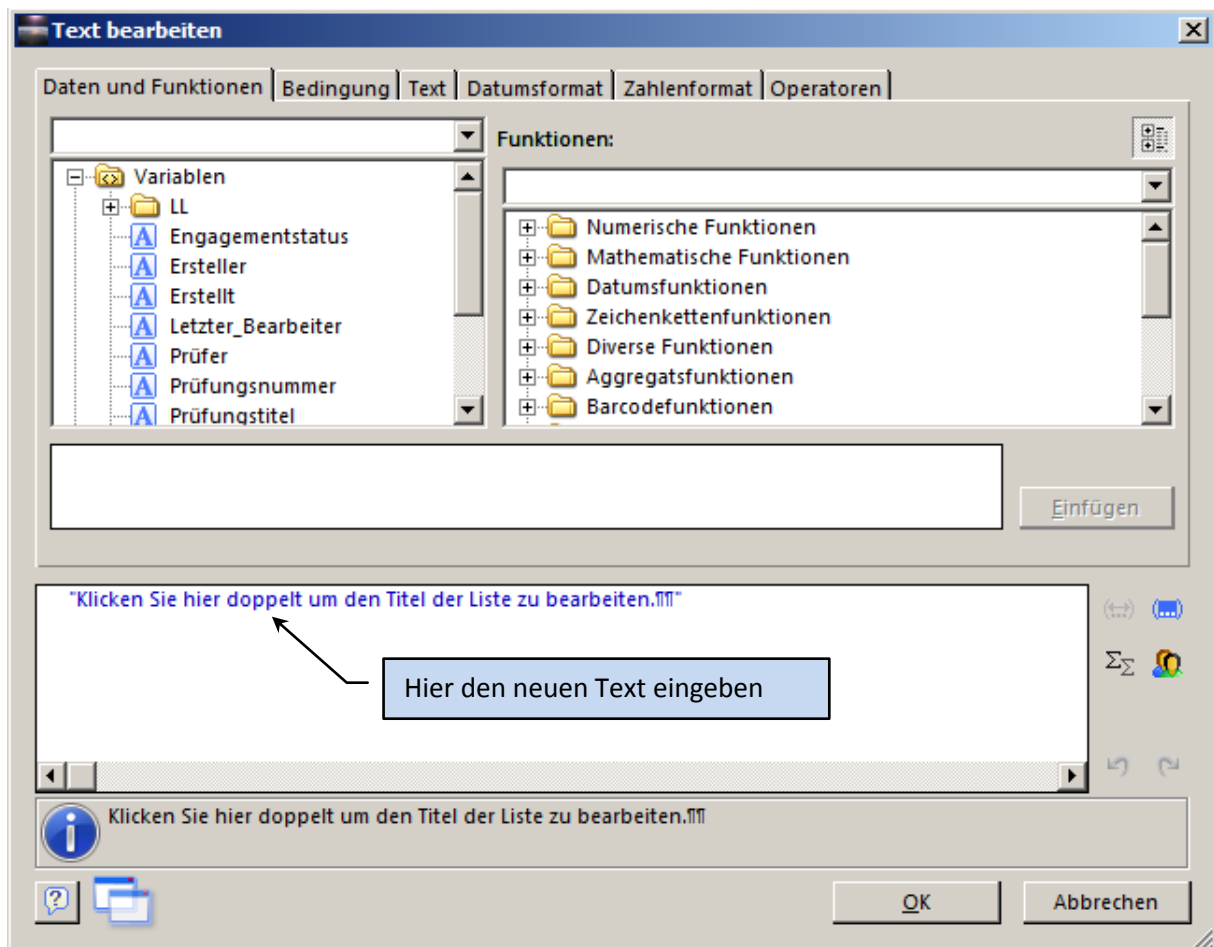 Text bearbeiten
Daten und Funktionen Bedingung Text Datumsformat Zahlenformat Operatoren
Funktionen:
Variablen
LL
Engagementstatus
Ersteller
Erstellt
Letzter_Bearbeiter
Prüfer
Prüfungsnummer
Prüfungstitel
Numerische Funktionen
Mathematische Funktionen
Datumsfunktionen
Zeichenkettenfunktionen
Diverse Funktionen
Aggregatsfunktionen
Barcodefunktionen
Einfügen
"Klicken Sie hier doppelt um den Titel der Liste zu bearbeiten.¶¶"
Hier den neuen Text eingeben
Klicken Sie hier doppelt um den Titel der Liste zu bearbeiten.¶¶
OK Abbrechen